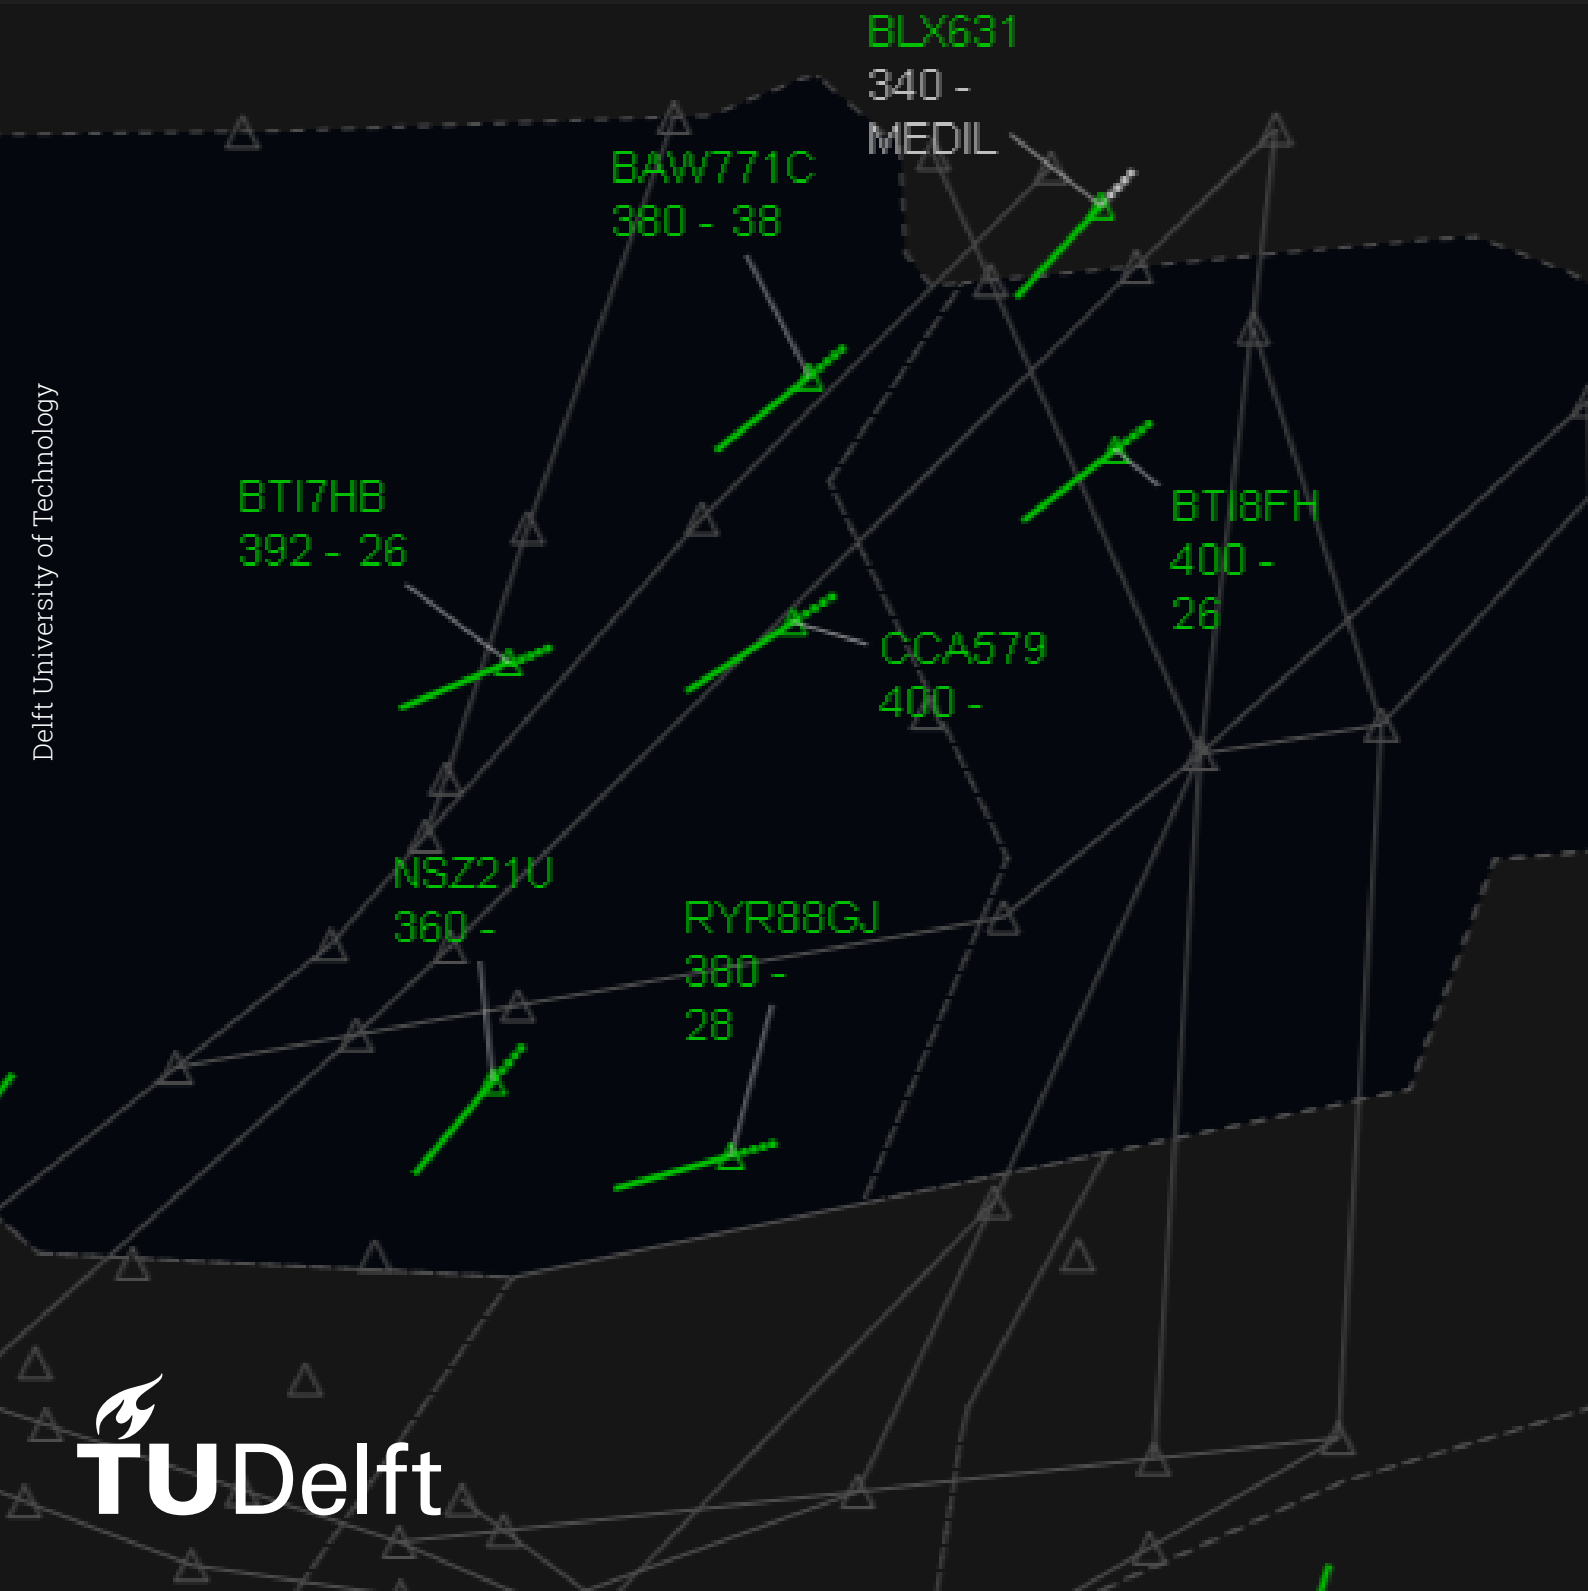 BLX631
340 -
MEDIL
BAW771C
380 - 38
BTI7HB
392 - 26
BTI8FH
400 -
26
CCA579
400 -
NSZ21U
360 -
RYR88GJ
380 -
28
Delft University of Technology
TUDelft